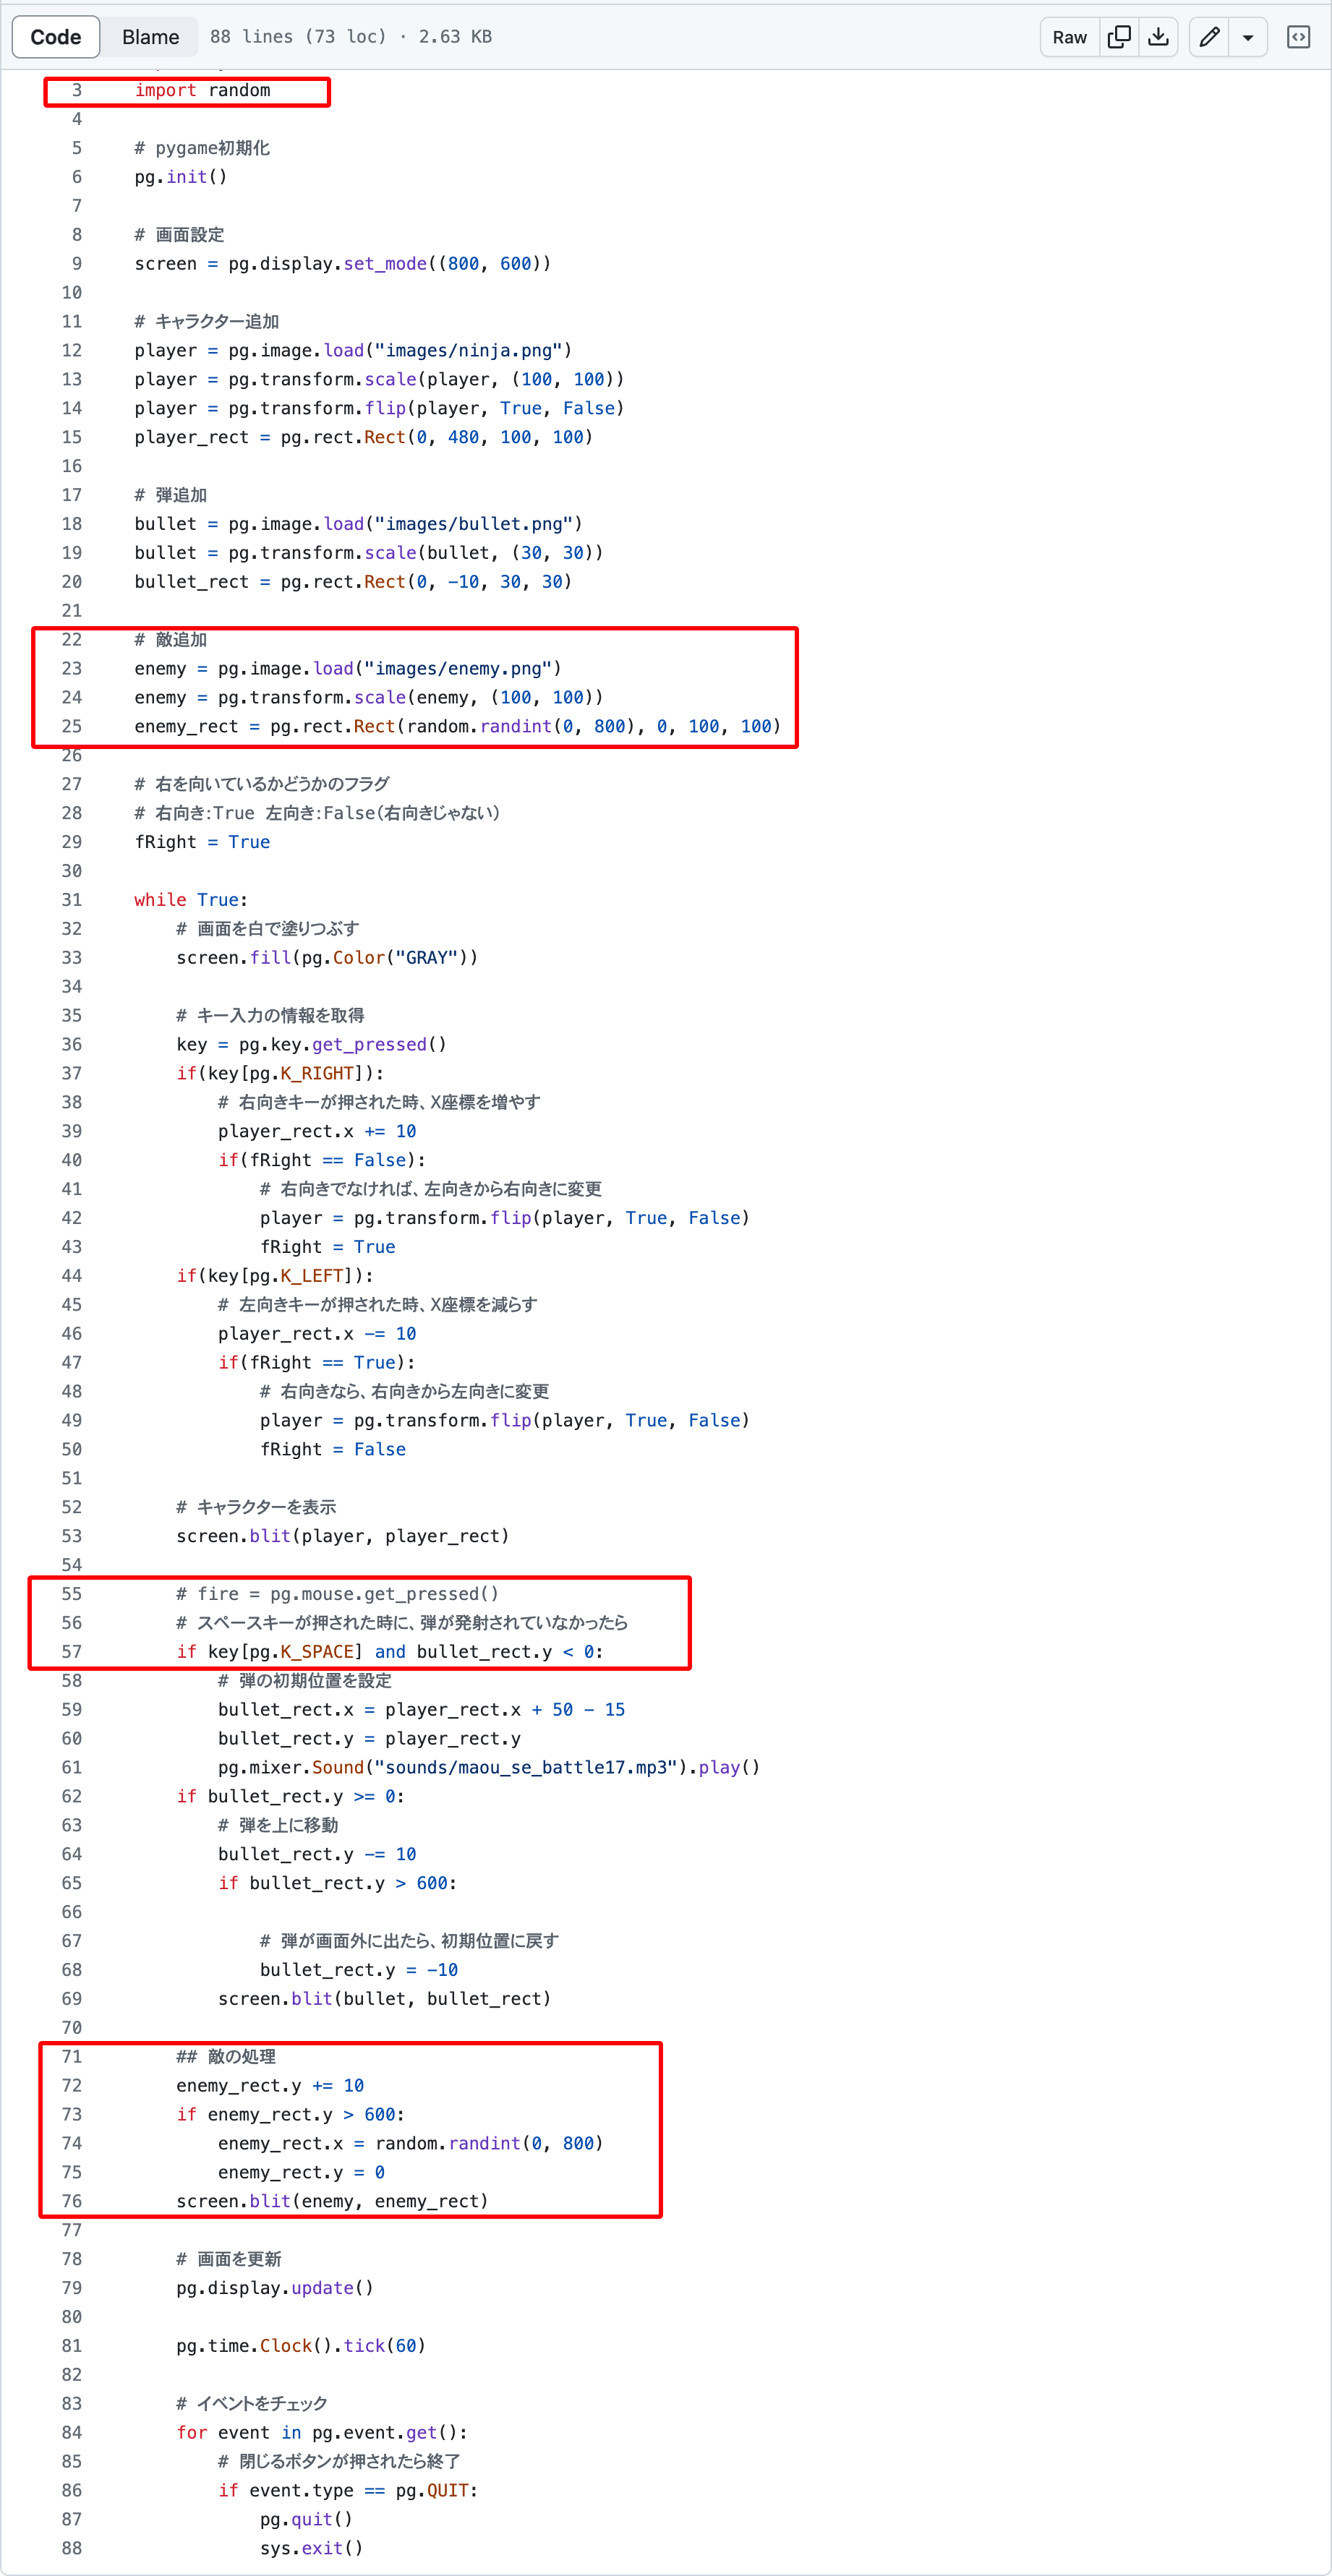 Code Blame 88 lines (73 loc) · 2.63 KB Raw
3 import random
4
5 # pygame初期化
6 pg.init()
7
8 # 画面設定
9 screen = pg.display.set_mode((800, 600))
10
11 # キャラクター追加
12 player = pg.image.load("images/ninja.png")
13 player = pg.transform.scale(player, (100, 100))
14 player = pg.transform.flip(player, True, False)
15 player_rect = pg.rect.Rect(0, 480, 100, 100)
16
17 # 弾追加
18 bullet = pg.image.load("images/bullet.png")
19 bullet = pg.transform.scale(bullet, (30, 30))
20 bullet_rect = pg.rect.Rect(0, -10, 30, 30)
21
22 # 敵追加
23 enemy = pg.image.load("images/enemy.png")
24 enemy = pg.transform.scale(enemy, (100, 100))
25 enemy_rect = pg.rect.Rect(random.randint(0, 800), 0, 100, 100)
26
27 # 右を向いているかどうかのフラグ
28 # 右向き:True 左向き:False(右向きじゃない)
29 fRight = True
30
31 while True:
32     # 画面を白で塗りつぶす
33     screen.fill(pg.Color("GRAY"))
34
35     # キー入力の情報を取得
36     key = pg.key.get_pressed()
37     if(key[pg.K_RIGHT]):
38         # 右向きキーが押された時、X座標を増やす
39         player_rect.x += 10
40         if(fRight == False):
41             # 右向きでなければ、左向きから右向きに変更
42             player = pg.transform.flip(player, True, False)
43             fRight = True
44     if(key[pg.K_LEFT]):
45         # 左向きキーが押された時、X座標を減らす
46         player_rect.x -= 10
47         if(fRight == True):
48             # 右向きなら、右向きから左向きに変更
49             player = pg.transform.flip(player, True, False)
50             fRight = False
51
52     # キャラクターを表示
53     screen.blit(player, player_rect)
54
55     # fire = pg.mouse.get_pressed()
56     # スペースキーが押された時に、弾が発射されていなかったら
57     if key[pg.K_SPACE] and bullet_rect.y < 0:
58         # 弾の初期位置を設定
59         bullet_rect.x = player_rect.x + 50 - 15
60         bullet_rect.y = player_rect.y
61         pg.mixer.Sound("sounds/maou_se_battle17.mp3").play()
62     if bullet_rect.y >= 0:
63         # 弾を上に移動
64         bullet_rect.y -= 10
65         if bullet_rect.y > 600:
66
67             # 弾が画面外に出たら、初期位置に戻す
68             bullet_rect.y = -10
69         screen.blit(bullet, bullet_rect)
70
71     ## 敵の処理
72     enemy_rect.y += 10
73     if enemy_rect.y > 600:
74         enemy_rect.x = random.randint(0, 800)
75         enemy_rect.y = 0
76     screen.blit(enemy, enemy_rect)
77
78     # 画面を更新
79     pg.display.update()
80
81     pg.time.Clock().tick(60)
82
83     # イベントをチェック
84     for event in pg.event.get():
85         # 閉じるボタンが押されたら終了
86         if event.type == pg.QUIT:
87             pg.quit()
88             sys.exit()